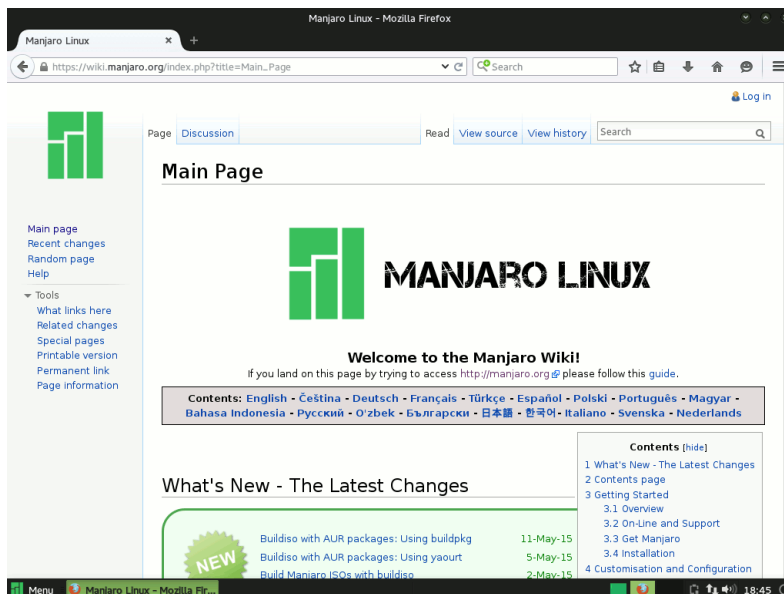 Manjaro Linux - Mozilla Firefox
Manjaro Linux
https://wiki.manjaro.org/index.php?title=Main_Page
Search
Log in
Page Discussion Read View source View history Search
Main Page
MANJARO LINUX
Main page
Recent changes
Random page
Help
Tools
What links here
Related changes
Special pages
Printable version
Permanent link
Page information
Welcome to the Manjaro Wiki!
If you land on this page by trying to access http://manjaro.org please follow this guide.
Contents: English - Čeština - Deutsch - Français - Türkçe - Español - Polski - Português - Magyar -
Bahasa Indonesia - Русский - O'zbek - Български - 日本語 - 한국어- Italiano - Svenska - Nederlands
What's New - The Latest Changes
NEW
Buildiso with AUR packages: Using buildpkg 11-May-15
Buildiso with AUR packages: Using yaourt 5-May-15
Build Manjaro ISOs with buildiso 2-May-15
Contents [hide]
1 What's New - The Latest Changes
2 Contents page
3 Getting Started
3.1 Overview
3.2 On-Line and Support
3.3 Get Manjaro
3.4 Installation
4 Customisation and Configuration
Menu Manjaro Linux - Mozilla Fir... 18:45